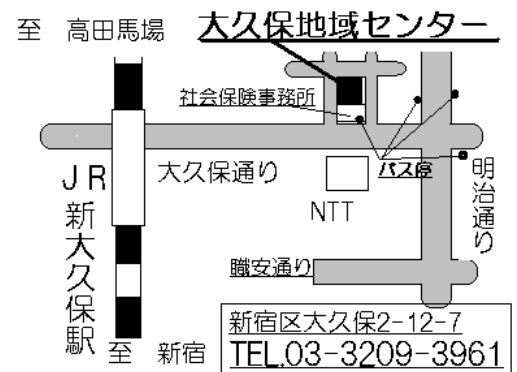 至 高田馬場
大久保地域センター
社会保険事務所
JR新大久保駅
大久保通り
バス停
明治通り
NTT
職安通り
至 新宿
新宿区大久保2-12-7
TEL.03-3209-3961